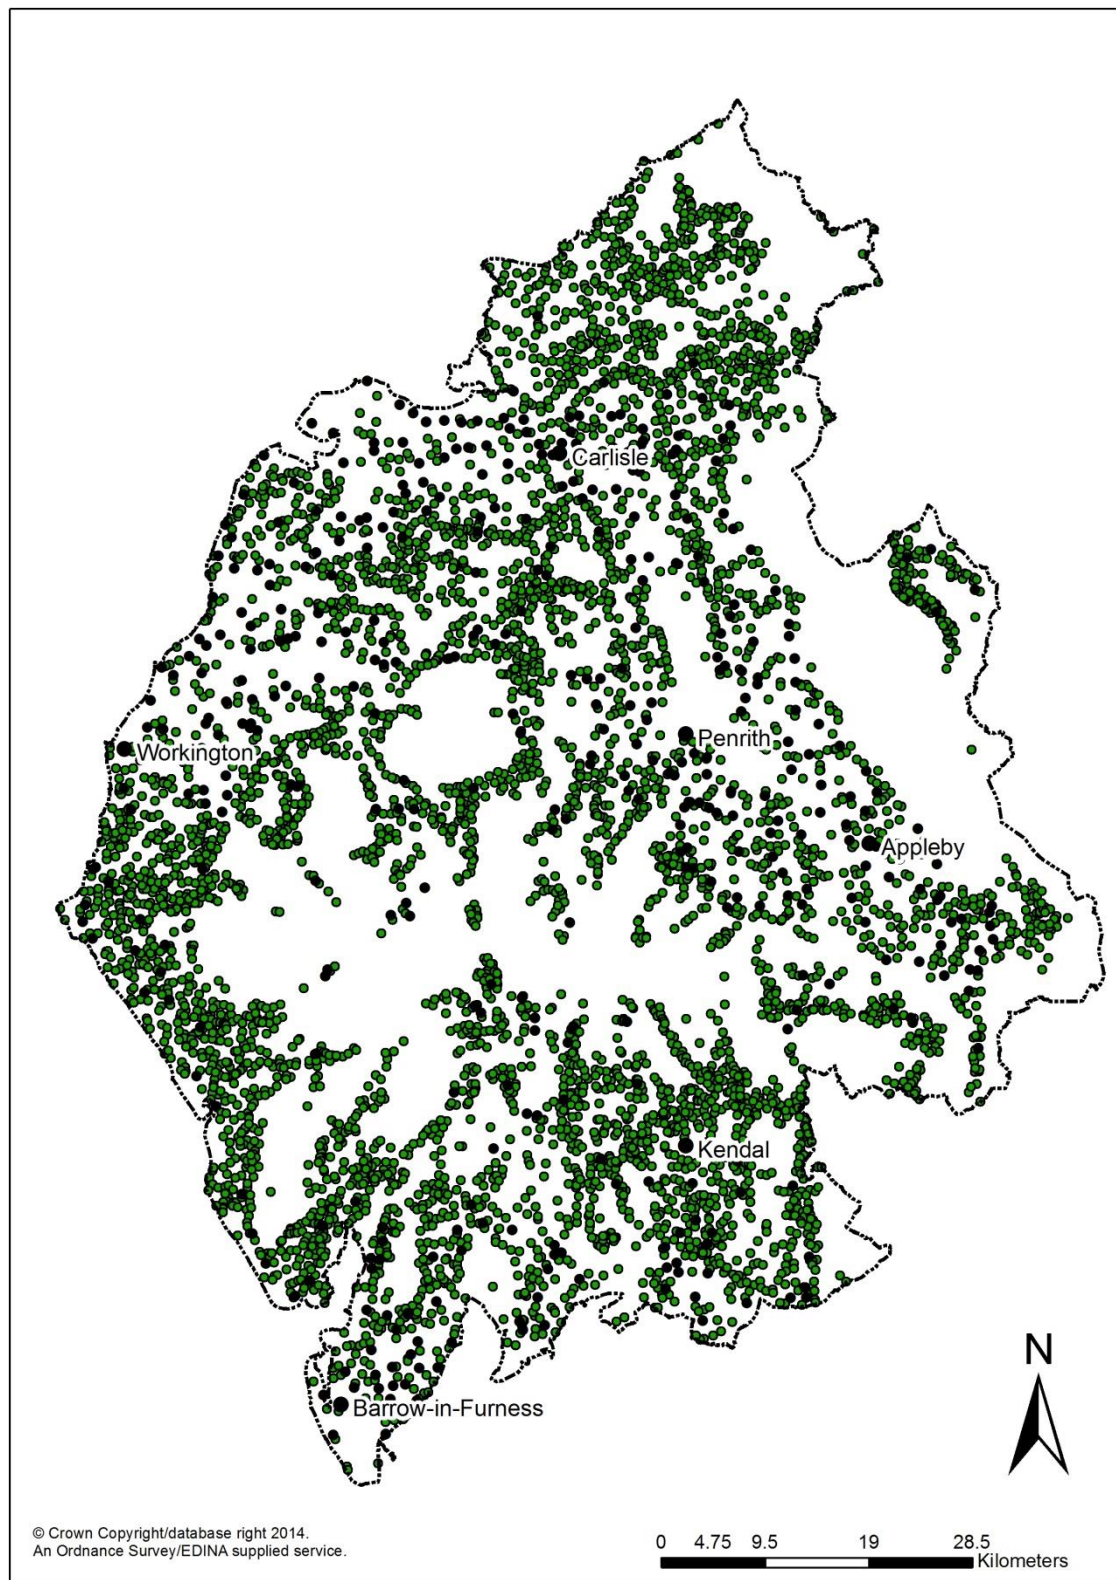 Carlisle
Penrith
Workington
Appleby
Kendal
N
Barrow-in-Furness
© Crown Copyright/database right 2014.
An Ordnance Survey/EDINA supplied service.
0 4.75 9.5 19 28.5
Kilometers